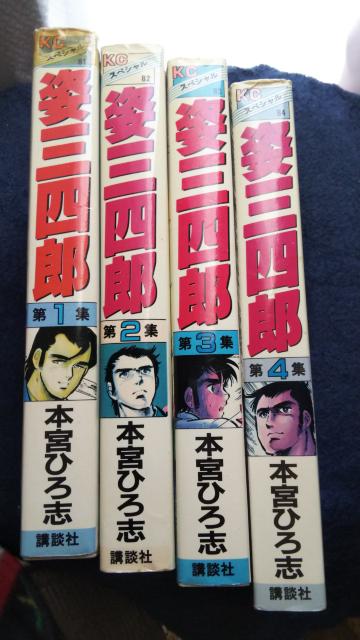 KC
スペシャル
81
姿三四郎
第1集
本宮ひろ志
講談社
KC
スペシャル
82
姿三四郎
第2集
本宮ひろ志
講談社
KC
スペシャル
83
姿三四郎
第3集
本宮ひろ志
講談社
KC
スペシャル
84
姿三四郎
第4集
本宮ひろ志
講談社